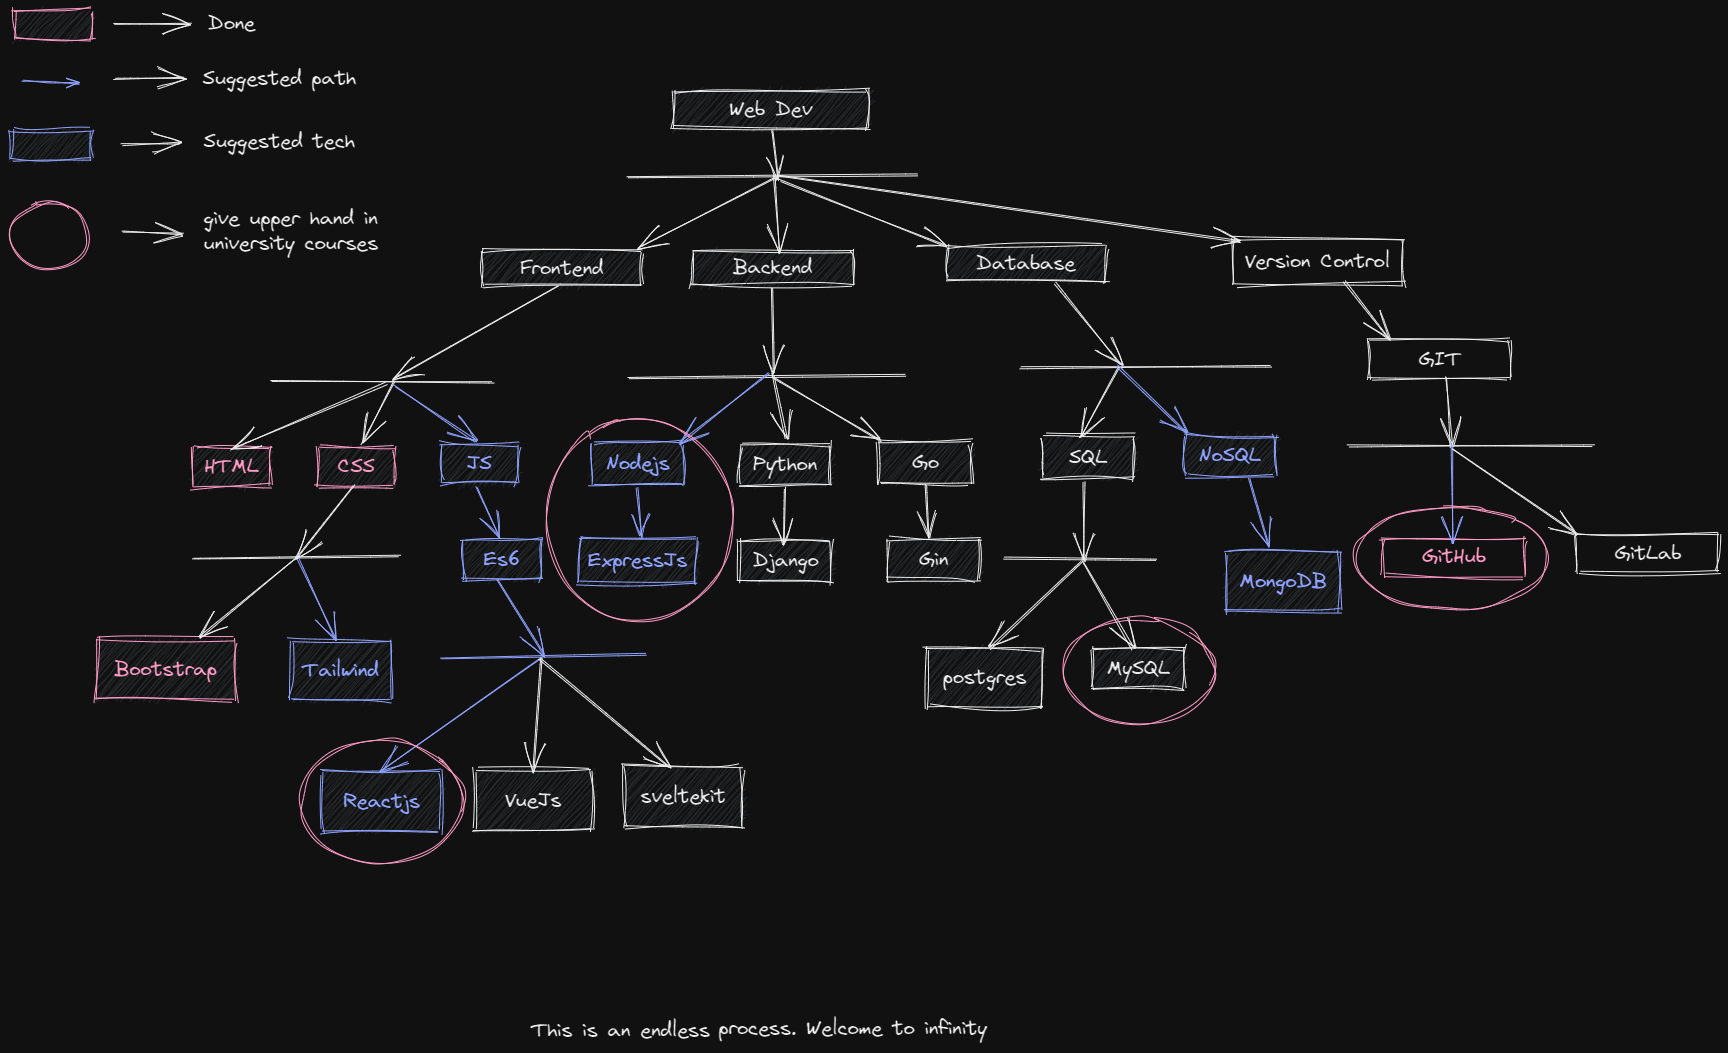 Done
Suggested path
Suggested tech
give upper hand in
university courses
Web Dev
Frontend
Backend
Database
Version Control
GIT
HTML
CSS
JS
Nodejs
Python
Go
SQL
NoSQL
Es6
ExpressJs
Django
Gin
MongoDB
GitHub
GitLab
Bootstrap
Tailwind
postgres
MySQL
Reactjs
VueJs
sveltekit
This is an endless process. Welcome to infinity